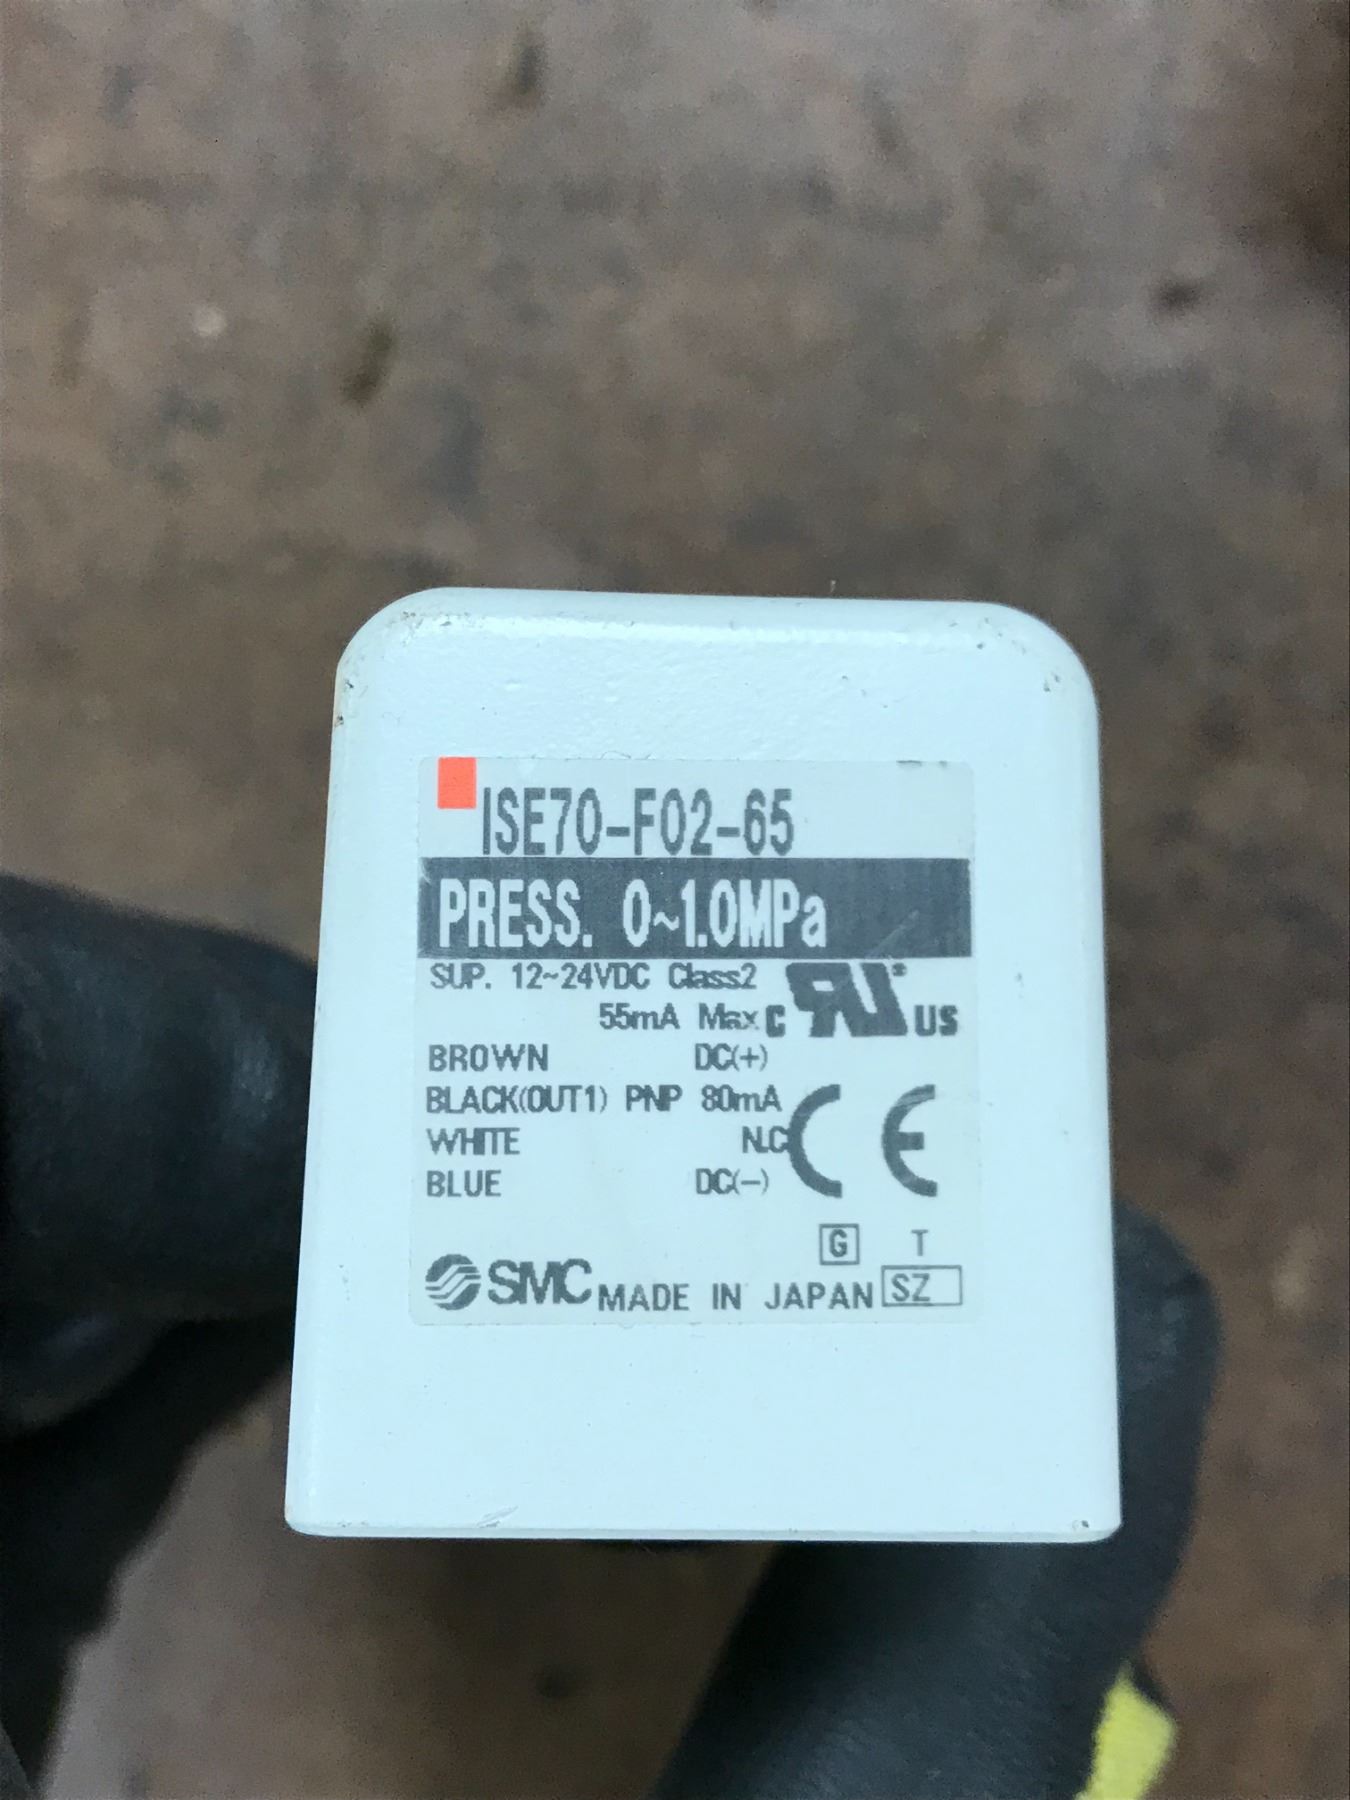 ISE70-F02-65
PRESS. 0~1.0MPa
SUP. 12~24VDC Class2
55mA Max
C RU US
BROWN DC(+)
BLACK(OUT1) PNP 80mA
WHITE N.C
BLUE DC(-)
CE
G T
SMC MADE IN JAPAN SZ